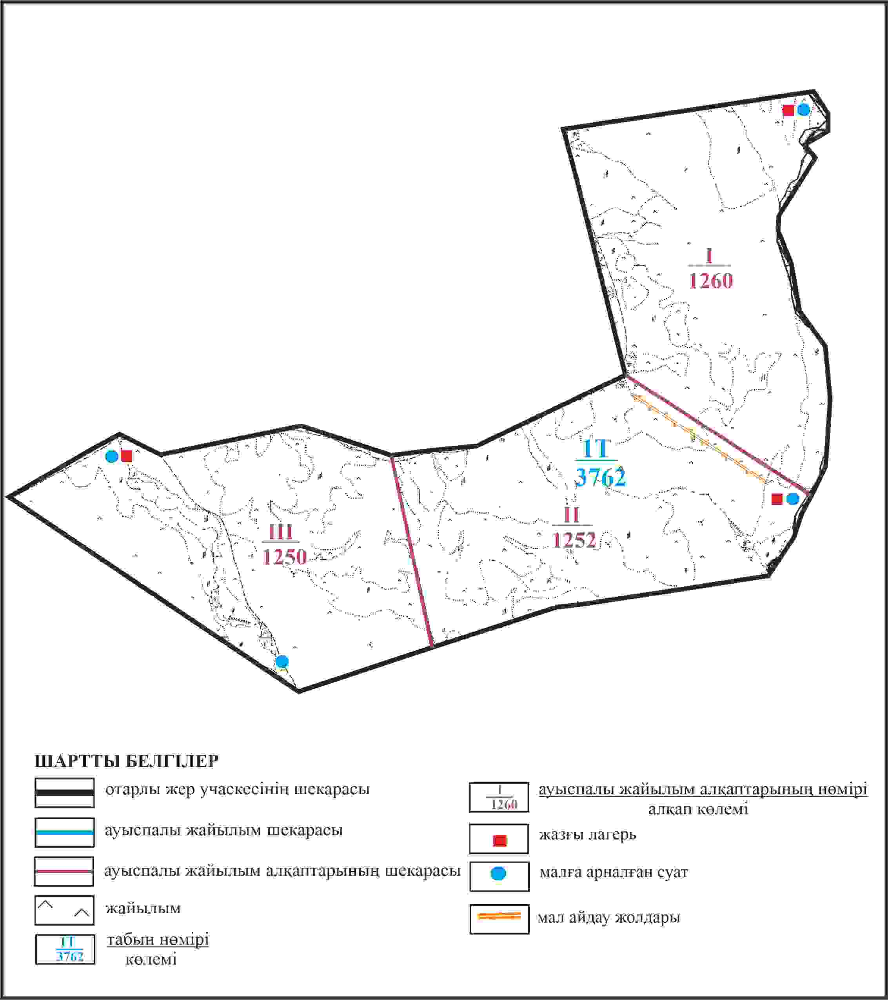 I
1260
1Т
3762
II
1252
III
1250
ШАРТТЫ БЕЛГІЛЕР
отарлы жер учаскесінің шекарасы
ауыспалы жайылым шекарасы
ауыспалы жайылым алқаптарының шекарасы
жайылым
1Т
3762
табын нөмірі
көлемі
I
1260
ауыспалы жайылым алқаптарының нөмірі
алқап көлемі
жазғы лагерь
малға арналған суат
мал айдау жолдары